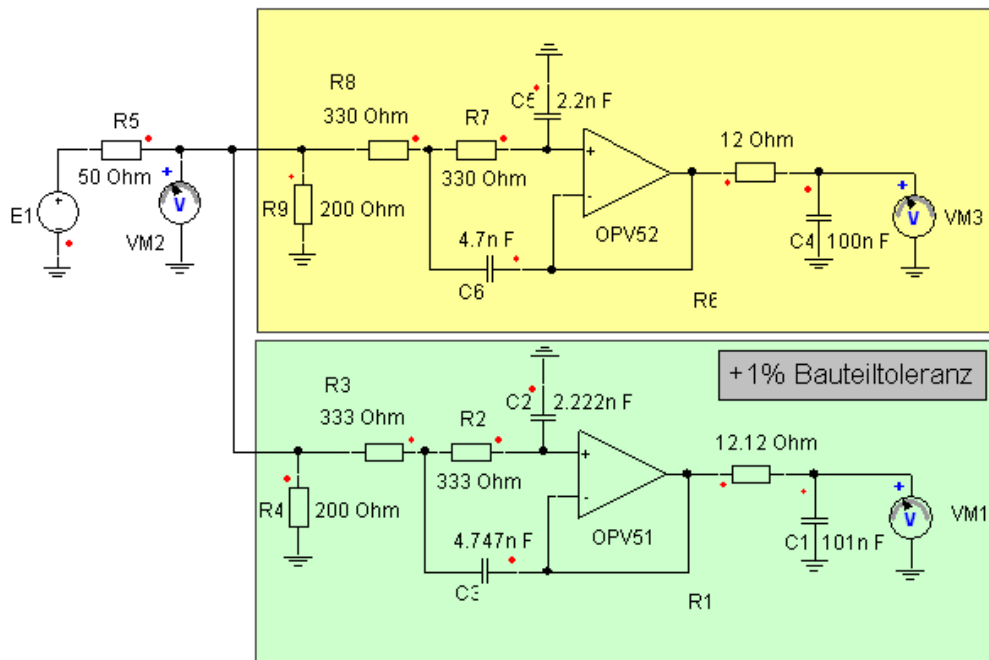 R8
330 Ohm
R7
330 Ohm
C5
2.2n F
R5
50 Ohm
+
V
VM2
E1
+
R9
200 Ohm
+
-
OPV52
4.7n F
C6
12 Ohm
C4
100n F
+
V
VM3
R6
+1% Bauteiltoleranz
R3
333 Ohm
R2
333 Ohm
C2
2.222n F
R4
200 Ohm
+
-
OPV51
4.747n F
C3
12.12 Ohm
C1
101n F
+
V
VM1
R1